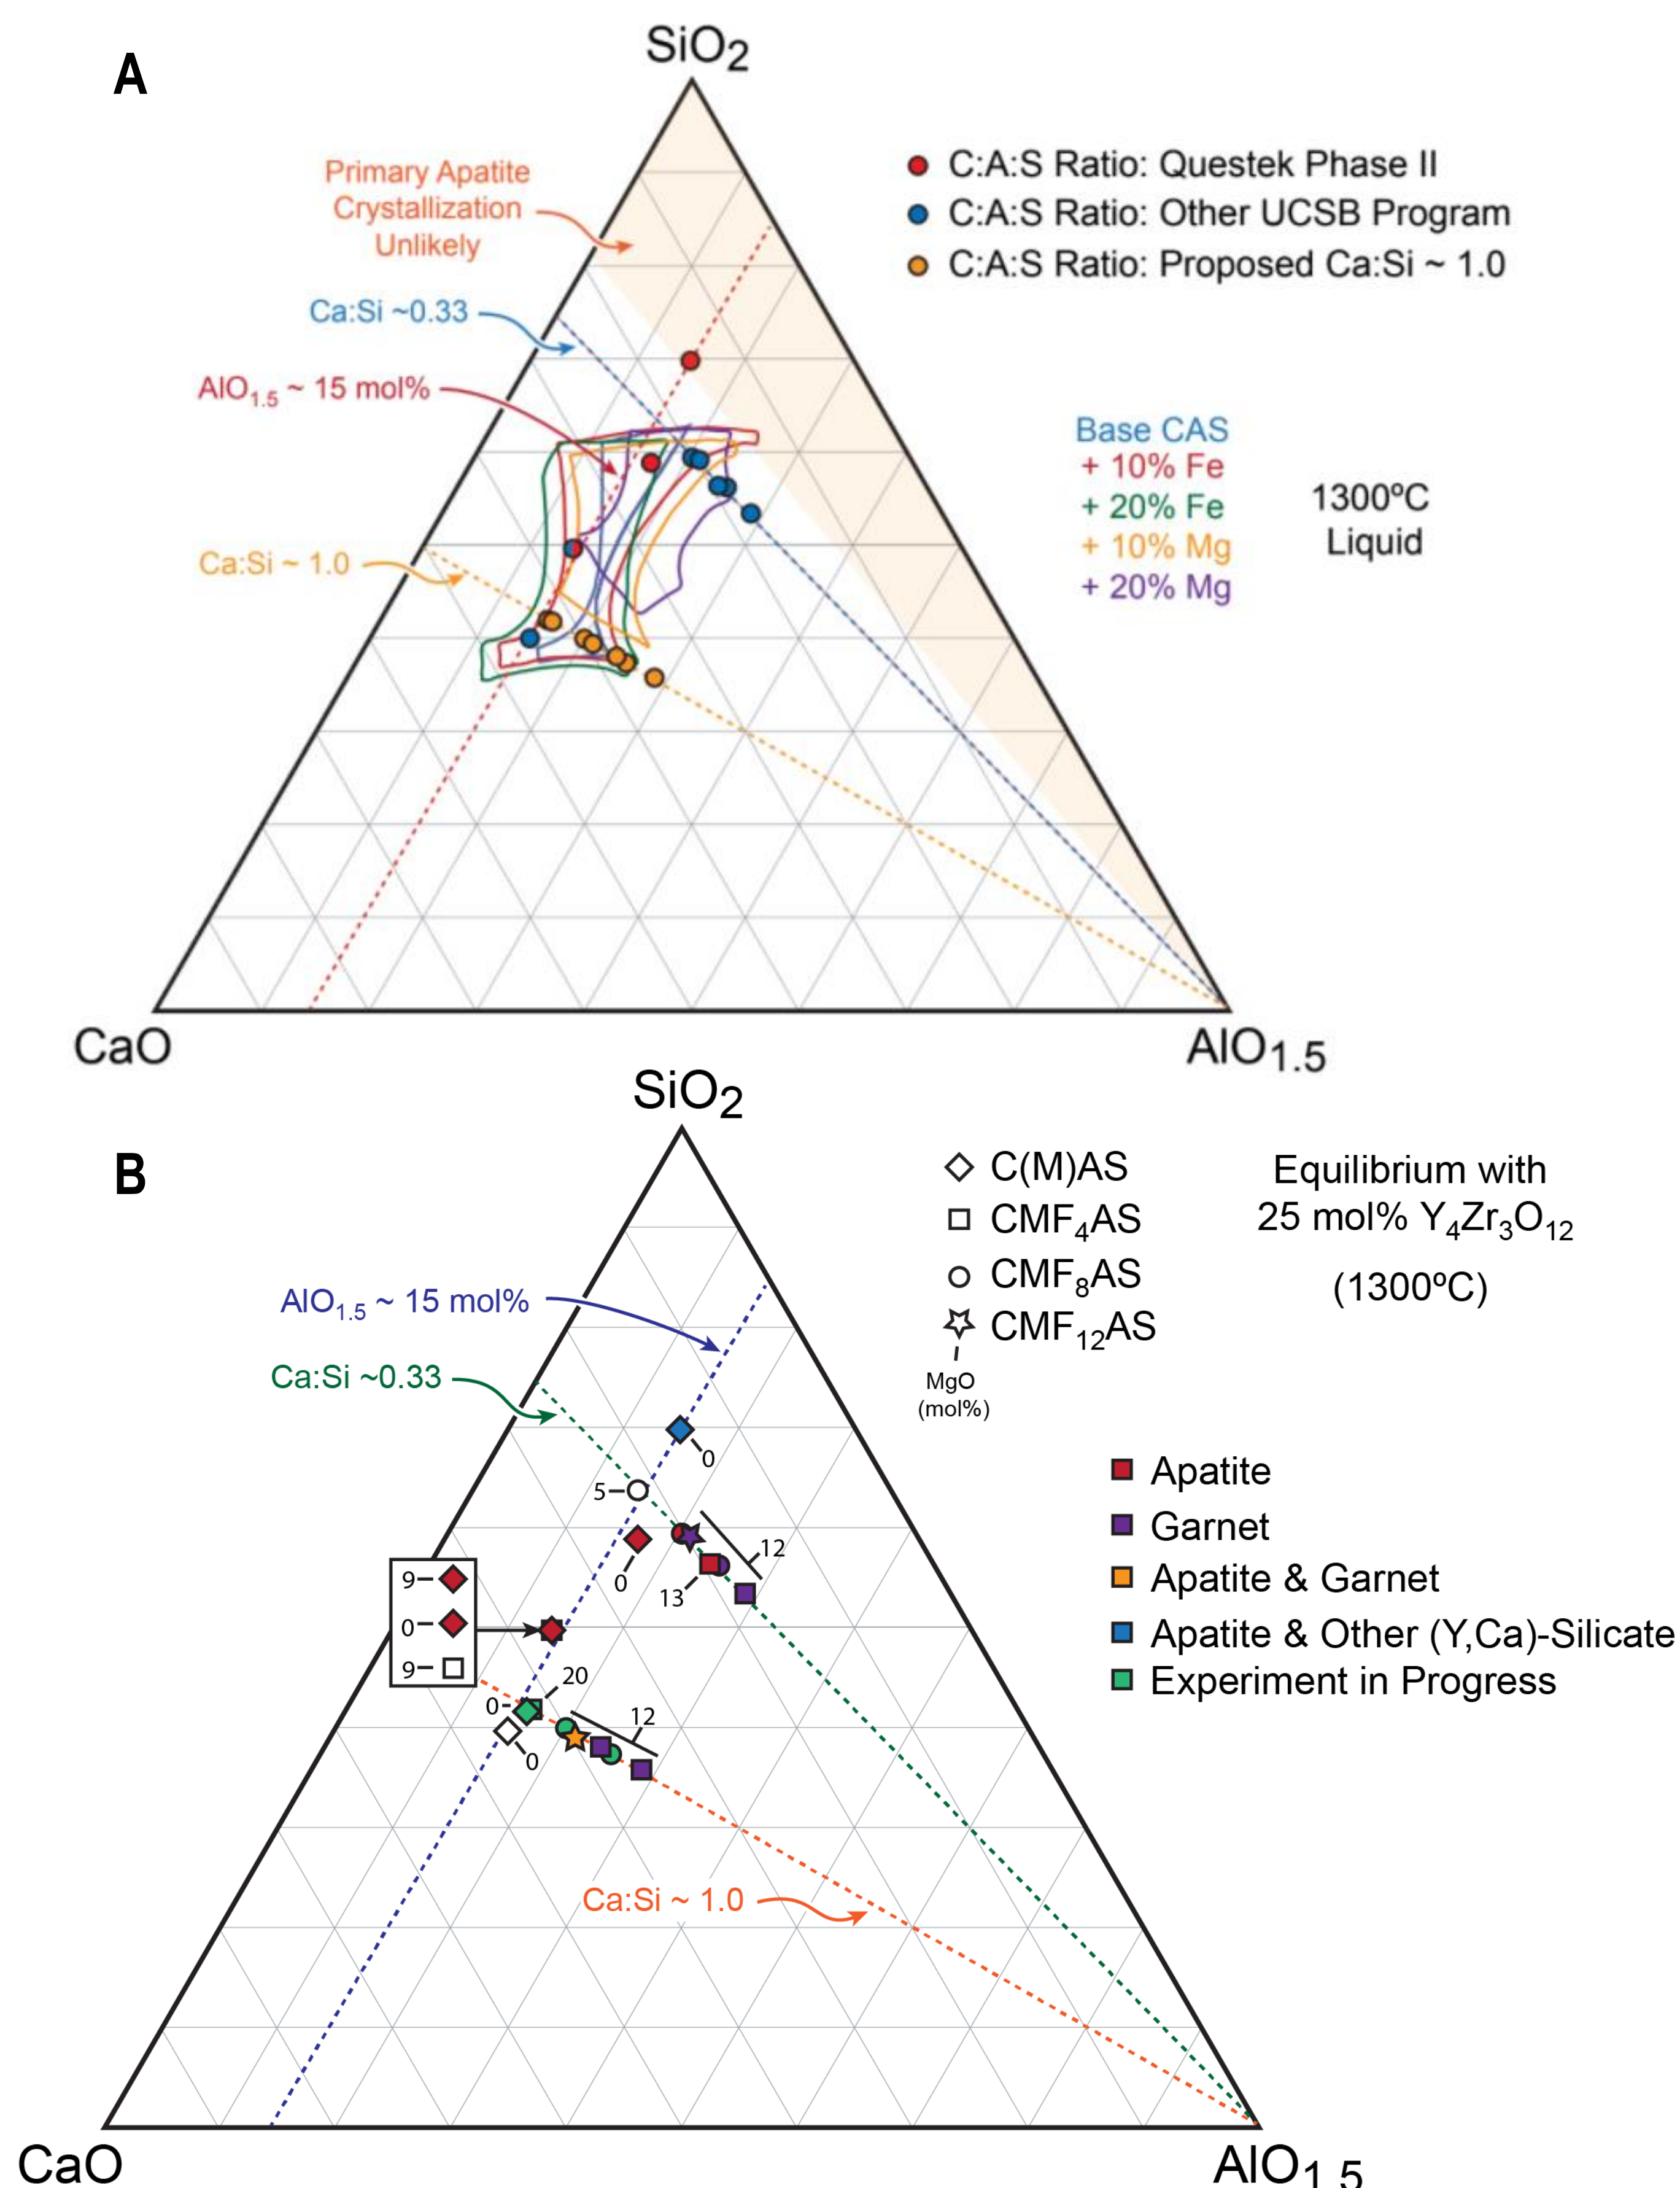 A
SiO2
Primary Apatite
Crystallization
Unlikely
C:A:S Ratio: Questek Phase II
C:A:S Ratio: Other UCSB Program
C:A:S Ratio: Proposed Ca:Si ~ 1.0
Ca:Si ~0.33
AlO1.5 ~ 15 mol%
Ca:Si ~ 1.0
Base CAS
+ 10% Fe
+ 20% Fe
+ 10% Mg
+ 20% Mg
1300ºC
Liquid
CaO
AlO1.5
B
SiO2
C(M)AS
CMF4AS
CMF8AS
CMF12AS
MgO
(mol%)
Equilibrium with
25 mol% Y4Zr3O12
(1300ºC)
AlO1.5 ~ 15 mol%
Ca:Si ~0.33
0
5
12
0
13
9
0
9
20
0
12
0
Apatite
Garnet
Apatite & Garnet
Apatite & Other (Y,Ca)-Silicate
Experiment in Progress
Ca:Si ~ 1.0
CaO
AlO1.5